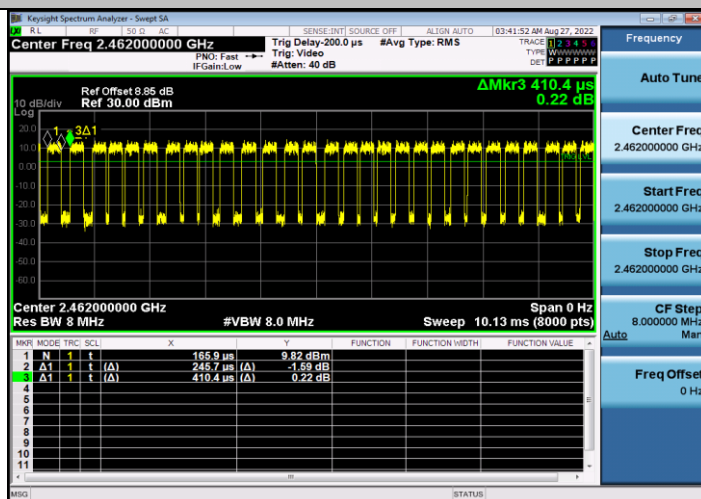 Keysight Spectrum Analyzer - Swept SA
RL RF 50 Ω AC SENSE:INT SOURCE OFF ALIGN AUTO 03:41:52 AM Aug 27, 2022
Center Freq 2.462000000 GHz
PNO: Fast
IFGain:Low
Trig Delay-200.0 µs #Avg Type: RMS
Trig: Video
#Atten: 40 dB
TRACE 1 2 3 4 5 6
TYPE WWWWWW
DET P P P P P P
Frequency
Auto Tune
Center Freq
2.462000000 GHz
Start Freq
2.462000000 GHz
Stop Freq
2.462000000 GHz
CF Step
8.000000 MHz
Auto Man
Freq Offset
0 Hz
ΔMkr3 410.4 µs
0.22 dB
Ref Offset 8.85 dB
10 dB/div Ref 30.00 dBm
Log
20.0
10.0
0.00
-10.0
-20.0
-30.0
-40.0
-50.0
-60.0
1 3Δ1
Center 2.462000000 GHz Span 0 Hz
Res BW 8 MHz #VBW 8.0 MHz Sweep 10.13 ms (8000 pts)
MKR MODE TRC SCL X Y FUNCTION FUNCTION WIDTH FUNCTION VALUE
1 N 1 t 165.9 µs 9.82 dBm
2 Δ1 1 t (Δ) 245.7 µs (Δ) -1.59 dB
3 Δ1 1 t (Δ) 410.4 µs (Δ) 0.22 dB
4
5
6
7
8
9
10
11
MSG STATUS